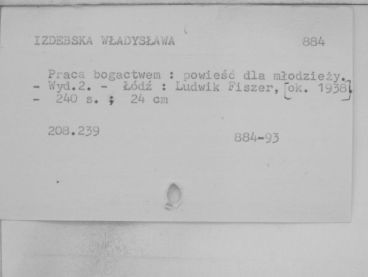 IZDEBSKA WŁADYSŁAWA 884
Praca bogactwem : powieść dla młodzieży.
- Wyd.2. - Łódź : Ludwik Fiszer, [ok. 1938].
- 240 s. ; 24 cm
208.239 884-93